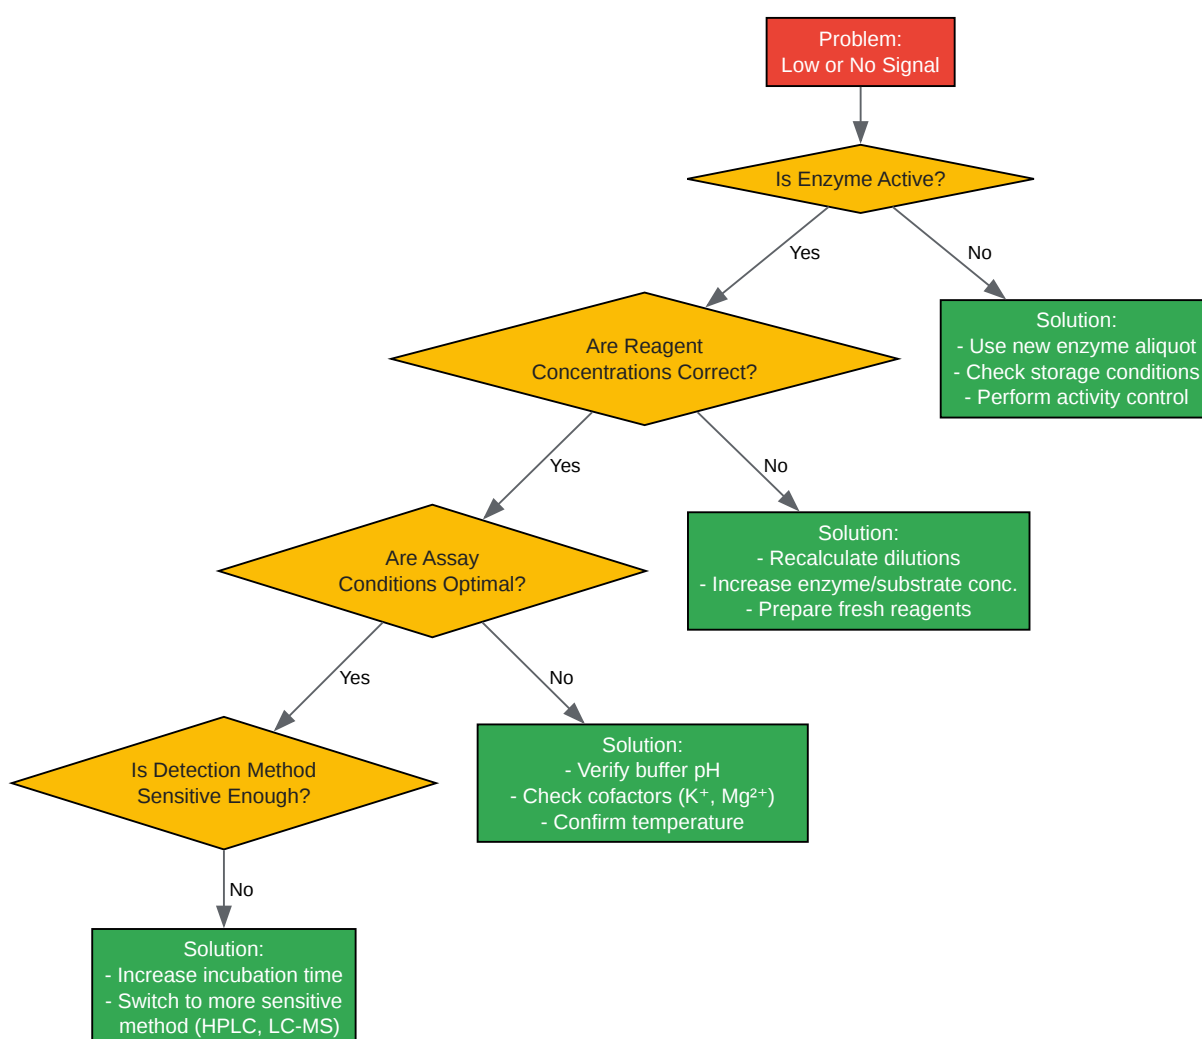 Problem:
Low or No Signal
Is Enzyme Active?
Yes
No
Are Reagent
Concentrations Correct?
Solution:
- Use new enzyme aliquot
- Check storage conditions
- Perform activity control
Yes
No
Are Assay
Conditions Optimal?
Solution:
- Recalculate dilutions
- Increase enzyme/substrate conc.
- Prepare fresh reagents
Yes
No
Is Detection Method
Sensitive Enough?
Solution:
- Verify buffer pH
- Check cofactors (K⁺, Mg²⁺)
- Confirm temperature
No
Solution:
- Increase incubation time
- Switch to more sensitive
method (HPLC, LC-MS)